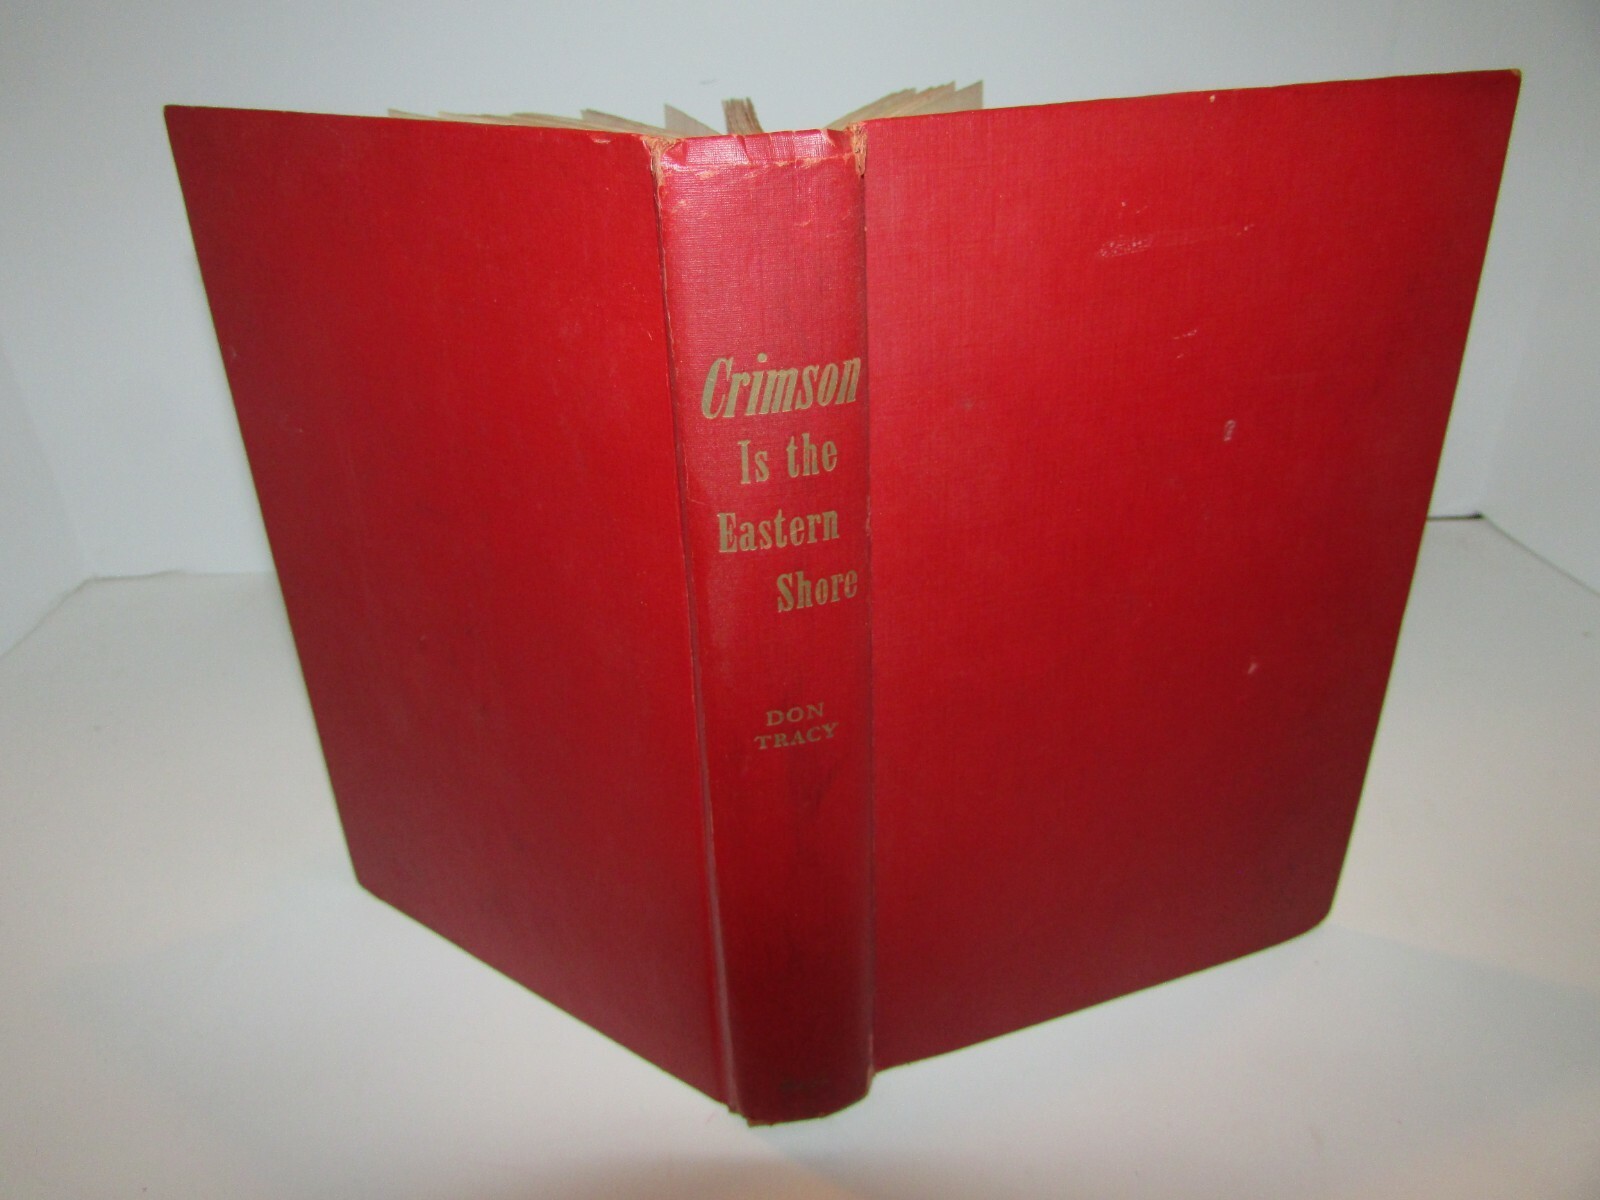 Crimson
Is the
Eastern
Shore
DON
TRACY